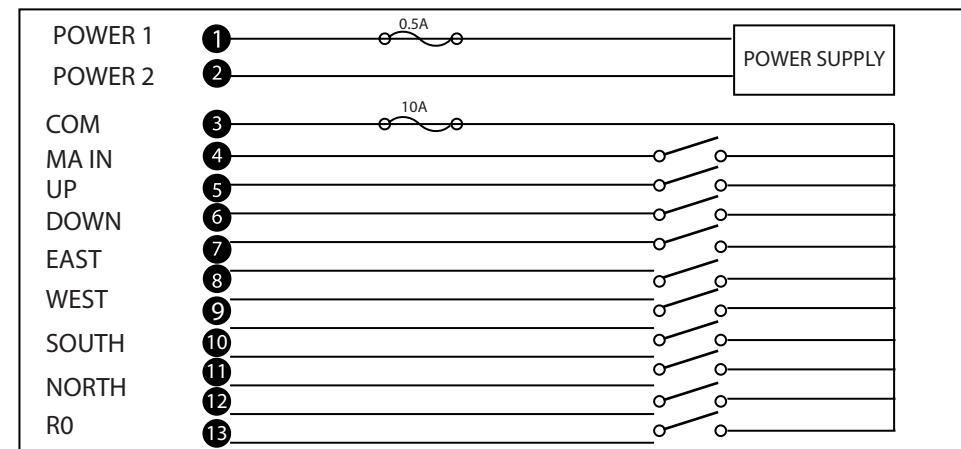 POWER 1 1 0.5A POWER SUPPLY
POWER 2 2
COM 3 10A
MA IN 4
UP 5
DOWN 6
7
EAST
8
WEST 9
SOUTH 10
11
NORTH
12
R0 13